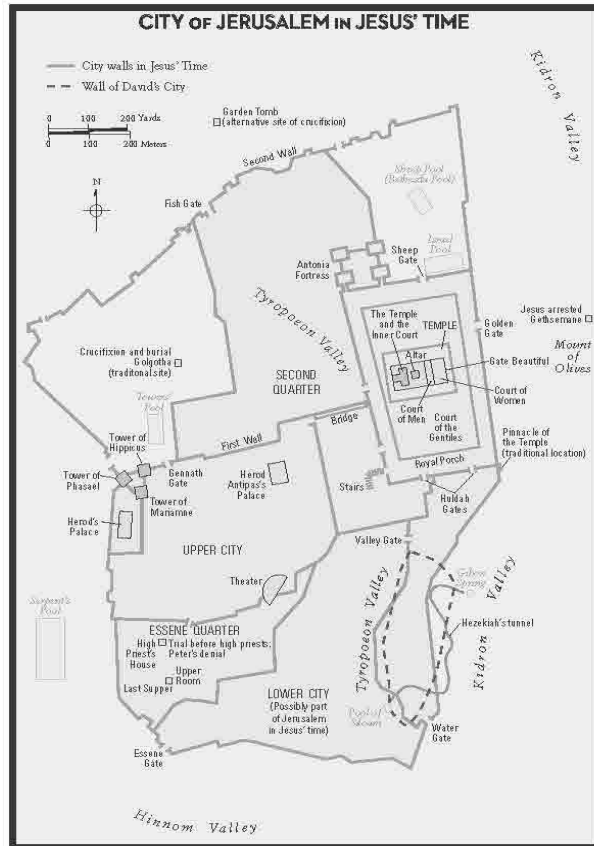 CITY OF JERUSALEM IN JESUS' TIME
City walls in Jesus' Time
Wall of David's City
0 100 200 Yards
0 100 200 Meters
N
Garden Tomb
(alternative site of crucifixion)
Kidron Valley
Second Wall
Sheep Pool
(Bethesda Pool)
Fish Gate
Israel
Pool
Sheep
Gate
Antonia
Fortress
Tyropoeon Valley
Jesus arrested
Gethsemane
The Temple
and the
Inner Court
TEMPLE
Golden
Gate
Altar
Mount
of
Olives
Gate Beautiful
Crucifixion and burial
Golgotha
(traditonal site)
SECOND
QUARTER
Court of
Women
Court
of Men
Court
of the
Gentiles
Towers'
Pool
Bridge
First Wall
Pinnacle of
the Temple
(traditional location)
Tower of
Hippicus
Royal Porch
Gennath
Gate
Herod
Antipas's
Palace
Stairs
Tower of
Phasael
Huldah
Gates
Tower of
Mariamne
Herod's
Palace
Valley Gate
UPPER CITY
Gihon
Spring
Theater
Tyropoeon Valley
Kidron Valley
Serpent's
Pool
Hezekiah's tunnel
ESSENE QUARTER
High
Priest's
House
Trial before high priests;
Peter's denial
Upper
Room
Last Supper
LOWER CITY
(Possibly part
of Jerusalem
in Jesus' time)
Pool of
Siloam
Water
Gate
Essene
Gate
Hinnom Valley